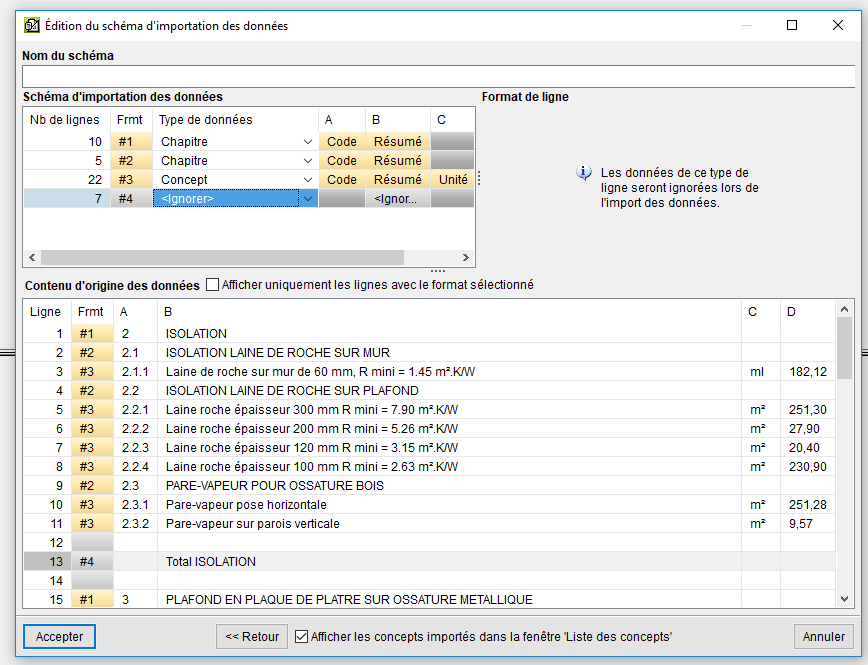 Édition du schéma d'importation des données
Nom du schéma
Schéma d'importation des données
Format de ligne
Nb de lignes Frmt Type de données A B C
10 #1 Chapitre Code Résumé
5 #2 Chapitre Code Résumé
22 #3 Concept Code Résumé Unité
7 #4 <Ignorer> <Ignor...
Les données de ce type de
ligne seront ignorées lors de
l'import des données.
Contenu d'origine des données Afficher uniquement les lignes avec le format sélectionné
Ligne Frmt A B C D
1 #1 2 ISOLATION
2 #2 2.1 ISOLATION LAINE DE ROCHE SUR MUR
3 #3 2.1.1 Laine de roche sur mur de 60 mm, R mini = 1.45 m².K/W ml 182,12
4 #2 2.2 ISOLATION LAINE DE ROCHE SUR PLAFOND
5 #3 2.2.1 Laine roche épaisseur 300 mm R mini = 7.90 m².K/W m² 251,30
6 #3 2.2.2 Laine roche épaisseur 200 mm R mini = 5.26 m².K/W m² 27,90
7 #3 2.2.3 Laine roche épaisseur 120 mm R mini = 3.15 m².K/W m² 20,40
8 #3 2.2.4 Laine roche épaisseur 100 mm R mini = 2.63 m².K/W m² 230,90
9 #2 2.3 PARE-VAPEUR POUR OSSATURE BOIS
10 #3 2.3.1 Pare-vapeur pose horizontale m² 251,28
11 #3 2.3.2 Pare-vapeur sur parois verticale m² 9,57
12
13 #4 Total ISOLATION
14
15 #1 3 PLAFOND EN PLAQUE DE PLATRE SUR OSSATURE METALLIQUE
Accepter << Retour Afficher les concepts importés dans la fenêtre 'Liste des concepts' Annuler